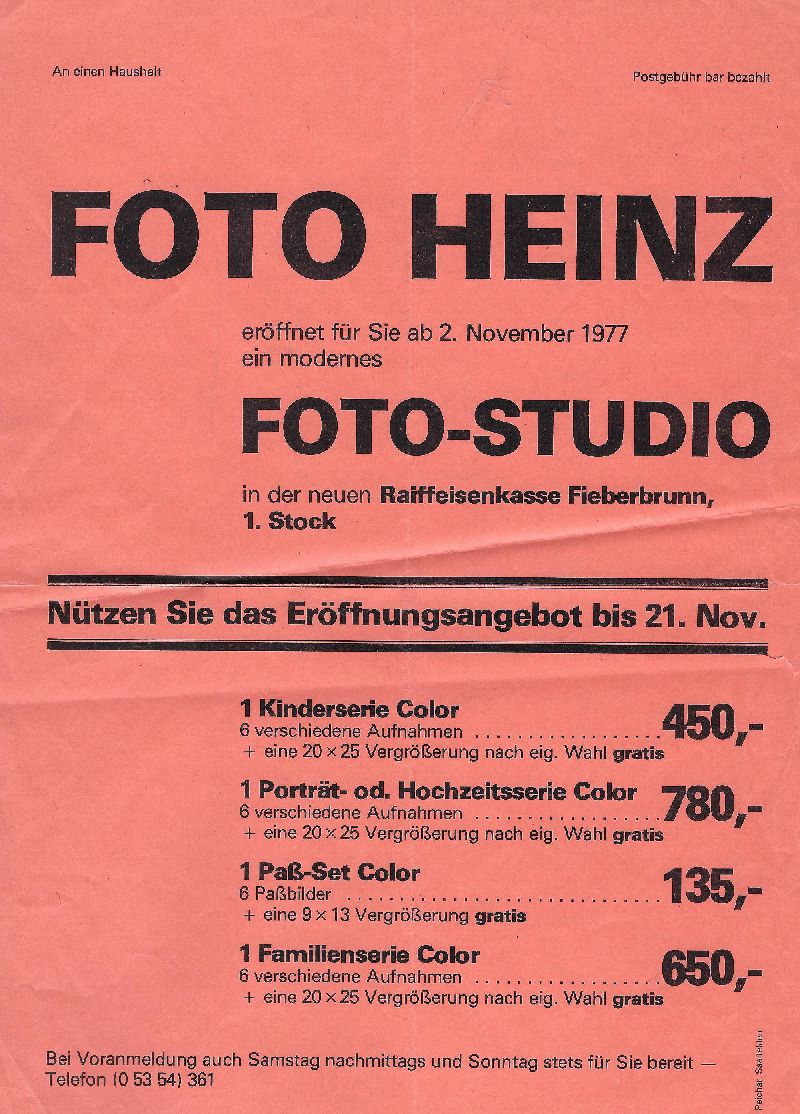 An einen Haushalt
Postgebühr bar bezahlt
FOTO HEINZ
eröffnet für Sie ab 2. November 1977
ein modernes
FOTO-STUDIO
in der neuen Raiffeisenkasse Fieberbrunn,
1. Stock
Nützen Sie das Eröffnungsangebot bis 21. Nov.
1 Kinderserie Color
6 verschiedene Aufnahmen .................. 450,-
+ eine 20 × 25 Vergrößerung nach eig. Wahl gratis
1 Porträt- od. Hochzeitsserie Color
6 verschiedene Aufnahmen .................. 780,-
+ eine 20 × 25 Vergrößerung nach eig. Wahl gratis
1 Paß-Set Color
6 Paßbilder .............................. 135,-
+ eine 9 × 13 Vergrößerung gratis
1 Familienserie Color
6 verschiedene Aufnahmen .................. 650,-
+ eine 20 × 25 Vergrößerung nach eig. Wahl gratis
Bei Voranmeldung auch Samstag nachmittags und Sonntag stets für Sie bereit —
Telefon (0 53 54) 361